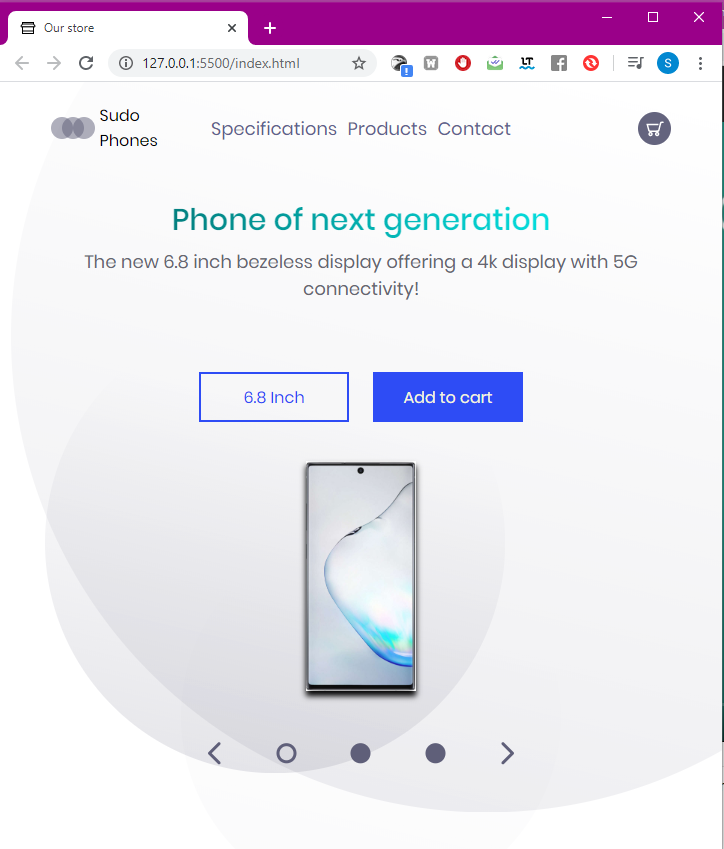 Our store
127.0.0.1:5500/index.html
W
LT
S
Sudo
Phones
Specifications Products Contact
Phone of next generation
The new 6.8 inch bezeless display offering a 4k display with 5G
connectivity!
6.8 Inch
Add to cart